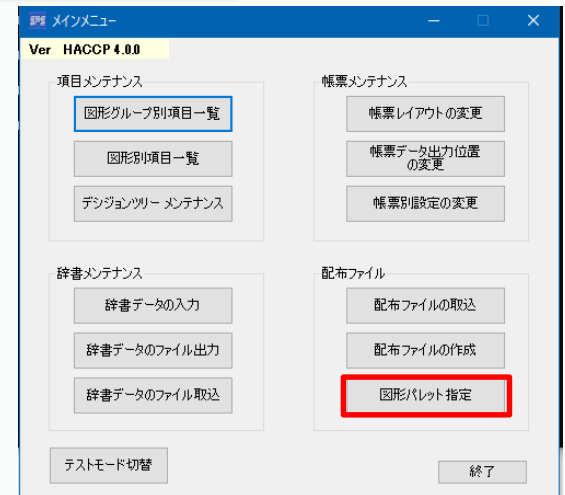 SPS メインメニュー
Ver HACCP 4.0.0
項目メンテナンス
図形グループ別項目一覧
図形別項目一覧
デシジョンツリー メンテナンス
帳票メンテナンス
帳票レイアウトの変更
帳票データ出力位置
の変更
帳票別設定の変更
辞書メンテナンス
辞書データの入力
辞書データのファイル出力
辞書データのファイル取込
配布ファイル
配布ファイルの取込
配布ファイルの作成
図形パレット指定
テストモード切替
終了